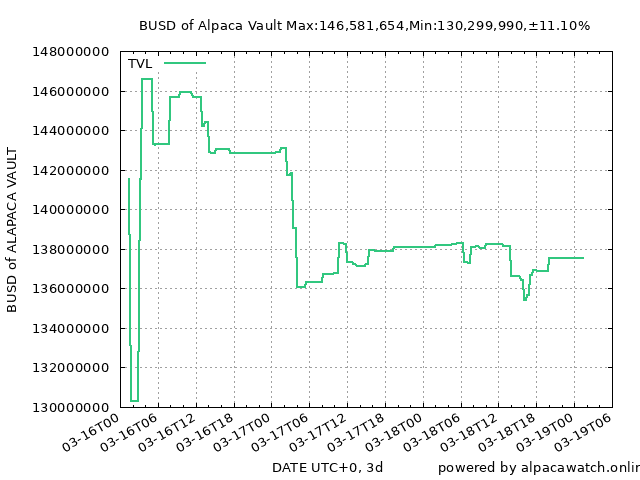 BUSD of Alpaca Vault Max:146,581,654,Min:130,299,990,±11.10%
TVL
148000000
146000000
144000000
142000000
140000000
138000000
136000000
134000000
132000000
130000000
BUSD of ALAPACA VAULT
03-16T00
03-16T06
03-16T12
03-16T18
03-17T00
03-17T06
03-17T12
03-17T18
03-18T00
03-18T06
03-18T12
03-18T18
03-19T00
03-19T06
DATE UTC+0, 3d
powered by alpacawatch.onlin